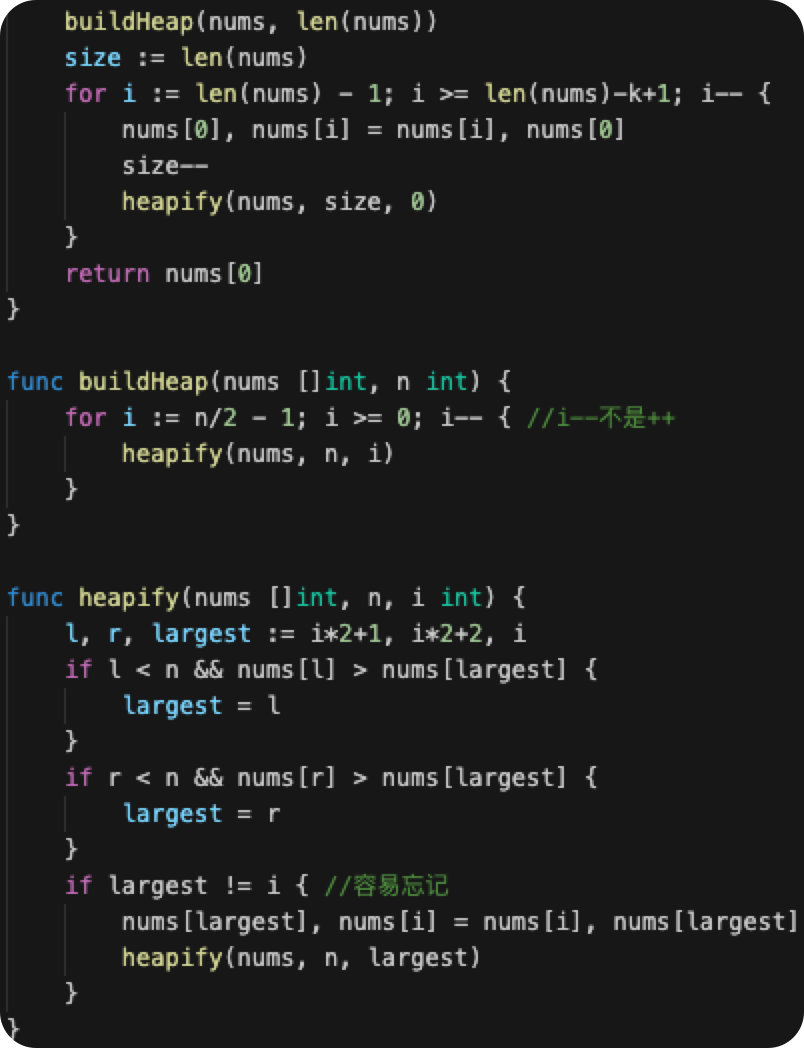 buildHeap(nums, len(nums))
size := len(nums)
for i := len(nums) - 1; i >= len(nums)-k+1; i-- {
nums[0], nums[i] = nums[i], nums[0]
size--
heapify(nums, size, 0)
}
return nums[0]
}
func buildHeap(nums []int, n int) {
for i := n/2 - 1; i >= 0; i-- { //i--不是++
heapify(nums, n, i)
}
}
func heapify(nums []int, n, i int) {
l, r, largest := i*2+1, i*2+2, i
if l < n && nums[l] > nums[largest] {
largest = l
}
if r < n && nums[r] > nums[largest] {
largest = r
}
if largest != i { //容易忘记
nums[largest], nums[i] = nums[i], nums[largest]
heapify(nums, n, largest)
}
}